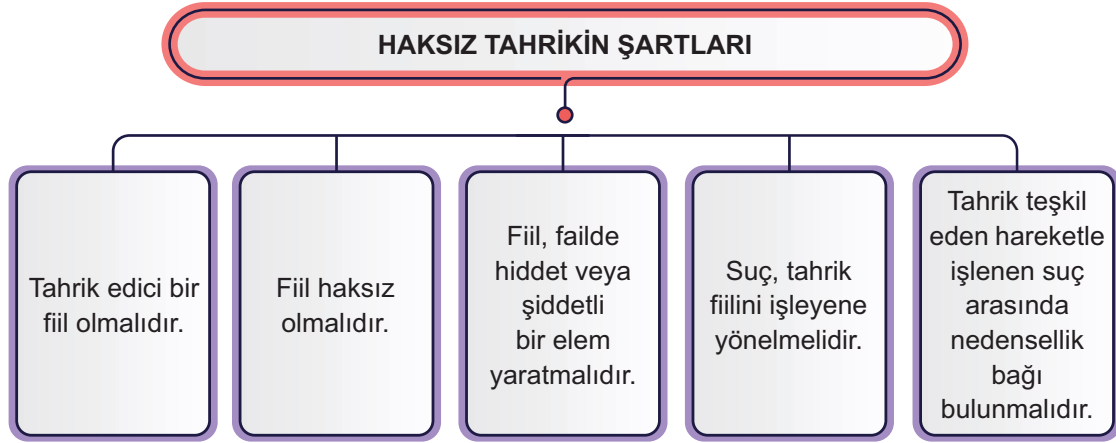 HAKSIZ TAHRİKİN ŞARTLARI
Tahrik edici bir
fiil olmalıdır.
Fiil haksız
olmalıdır.
Fiil, failde
hiddet veya
şiddetli
bir elem
yaratmalıdır.
Suç, tahrik
fiilini işleyene
yönelmelidir.
Tahrik teşkil
eden hareketle
işlenen suç
arasında
nedensellik
bağı
bulunmalıdır.